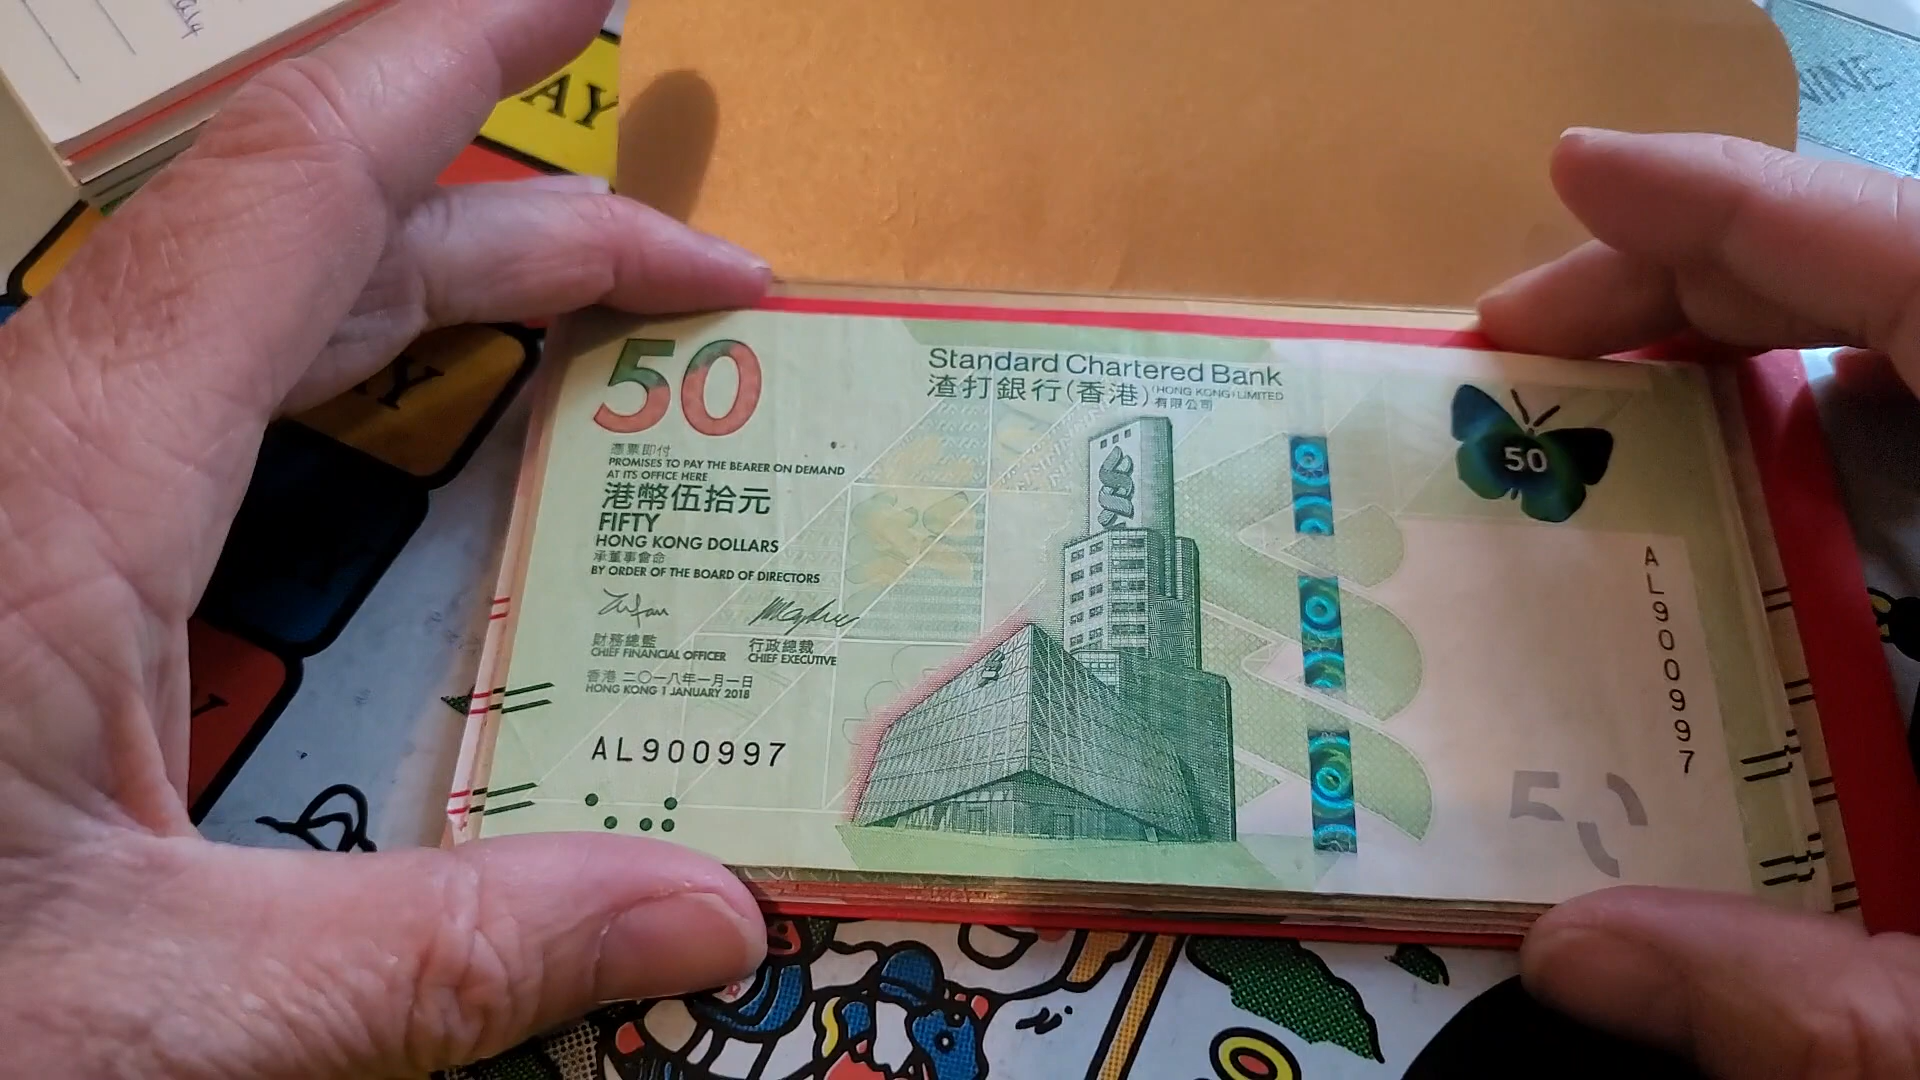 AY
50
Standard Chartered Bank
渣打銀行(香港)(HONG KONG) LIMITED
有限公司
50
憑票即付
PROMISES TO PAY THE BEARER ON DEMAND
AT ITS OFFICE HERE
港幣伍拾元
FIFTY
HONG KONG DOLLARS
承董事會命
BY ORDER OF THE BOARD OF DIRECTORS
財務總監
CHIEF FINANCIAL OFFICER
行政總裁
CHIEF EXECUTIVE
香港 二〇一八年一月一日
HONG KONG 1 JANUARY 2018
AL900997
AL900997
50